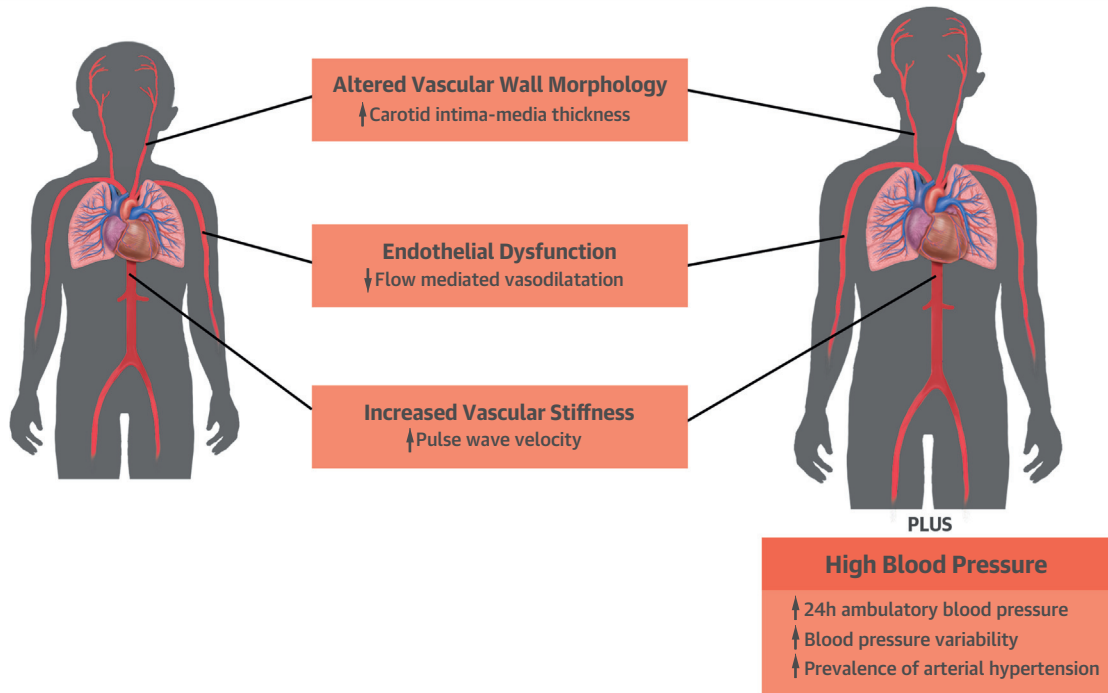 Altered Vascular Wall Morphology
↑Carotid intima-media thickness
Endothelial Dysfunction
↓Flow mediated vasodilatation
Increased Vascular Stiffness
↑Pulse wave velocity
PLUS
High Blood Pressure
↑24h ambulatory blood pressure
↑Blood pressure variability
↑Prevalence of arterial hypertension